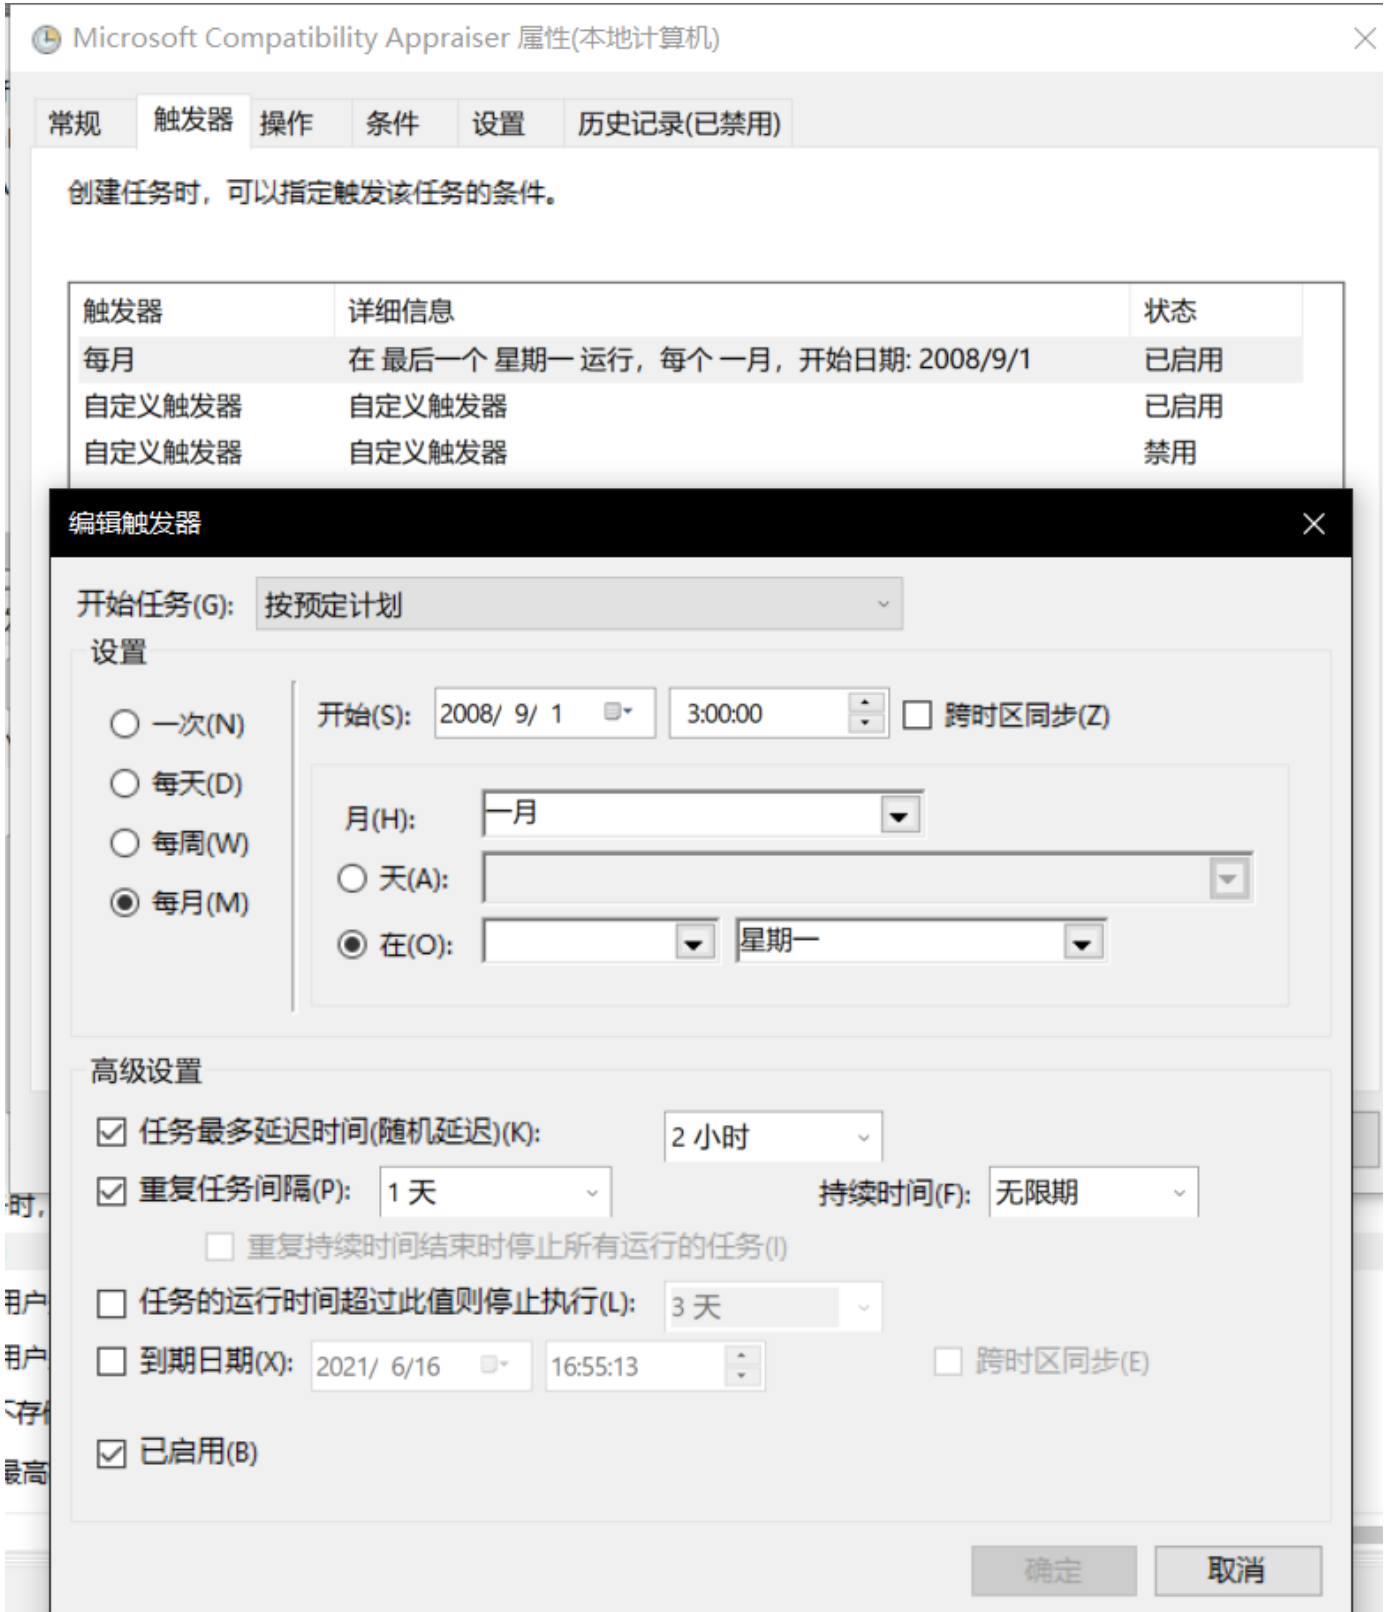 Microsoft Compatibility Appraiser 属性(本地计算机)
常规 触发器 操作 条件 设置 历史记录(已禁用)
创建任务时，可以指定触发该任务的条件。
触发器 详细信息 状态
每月 在 最后一个 星期一 运行，每个 一月，开始日期: 2008/9/1 已启用
自定义触发器 自定义触发器 已启用
自定义触发器 自定义触发器 禁用
编辑触发器
开始任务(G): 按预定计划
设置
一次(N)
每天(D)
每周(W)
每月(M)
开始(S): 2008/ 9/ 1 3:00:00 跨时区同步(Z)
月(H): 一月
天(A):
在(O): 星期一
高级设置
任务最多延迟时间(随机延迟)(K): 2 小时
重复任务间隔(P): 1 天 持续时间(F): 无限期
重复持续时间结束时停止所有运行的任务(I)
任务的运行时间超过此值则停止执行(L): 3 天
到期日期(X): 2021/ 6/16 16:55:13 跨时区同步(E)
已启用(B)
确定 取消
时，
用户
用户
存
最高